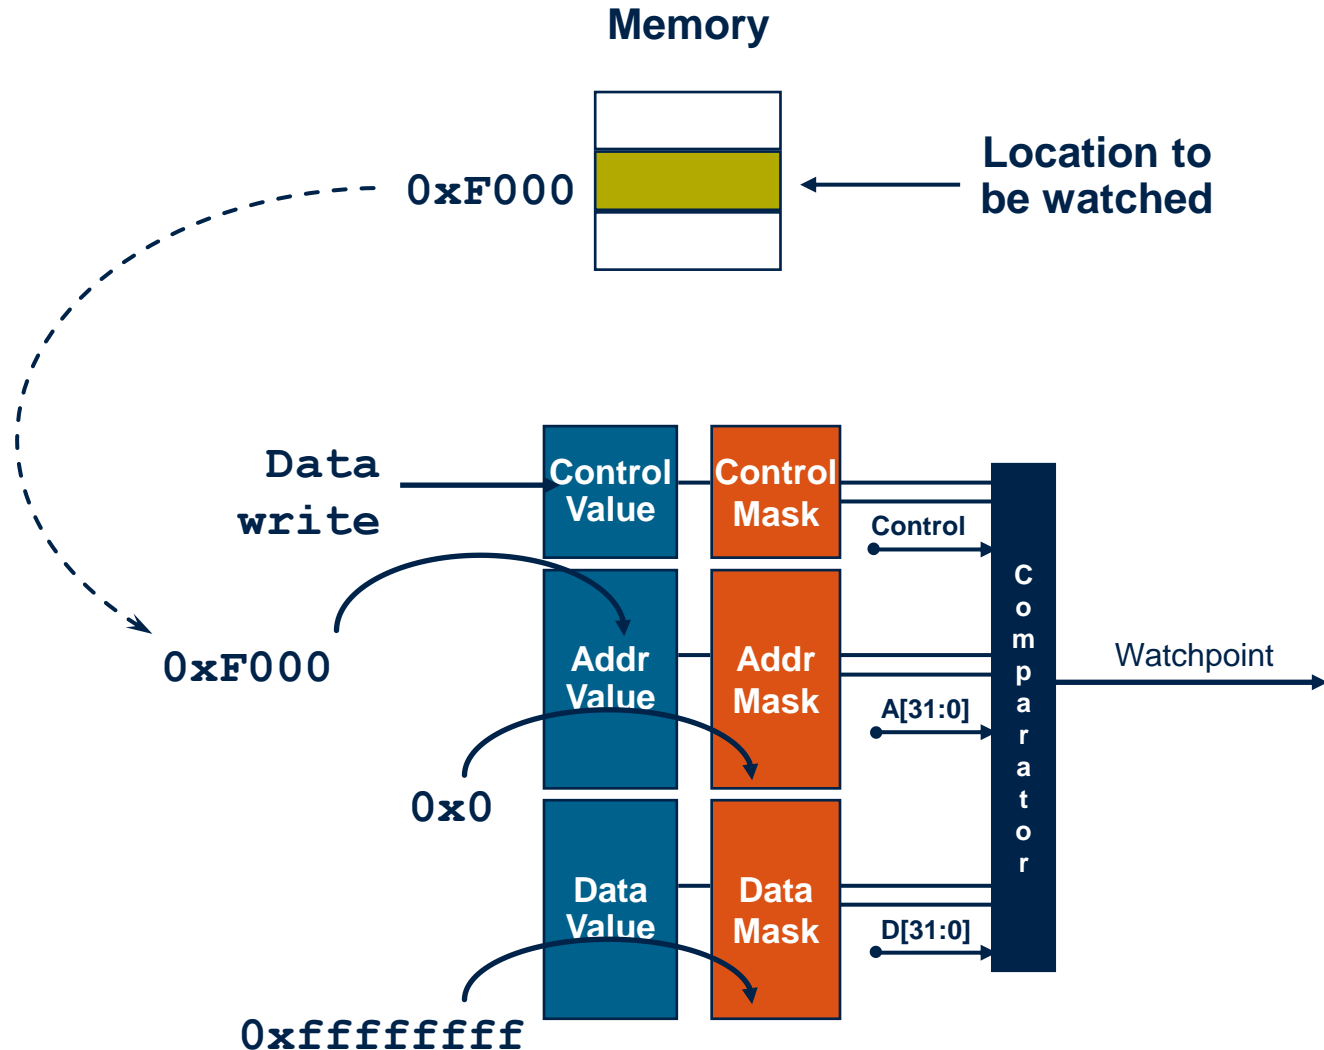 Memory
0xF000
Location to
be watched
Data
write
Control
Value
Control
Mask
Control
0xF000
Addr
Value
Addr
Mask
A[31:0]
0x0
Data
Value
Data
Mask
D[31:0]
0xffffffff
Comparator
Watchpoint